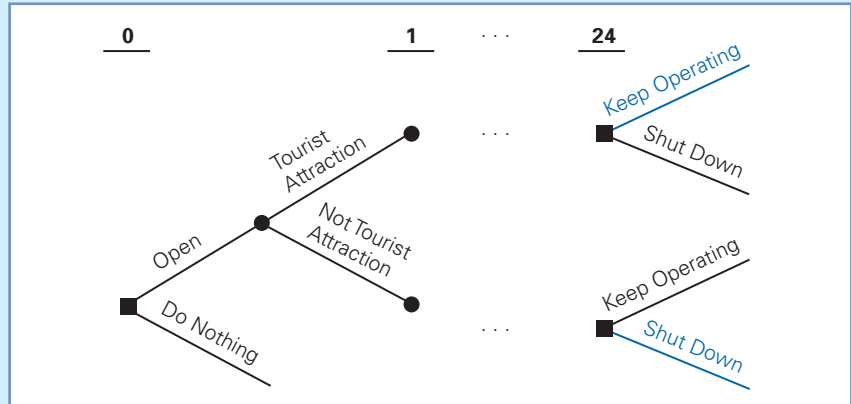 0 1 . . . 24
Keep Operating
. . .
Shut Down
Tourist
Attraction
Open
Not Tourist
Attraction
Do Nothing
Keep Operating
. . .
Shut Down